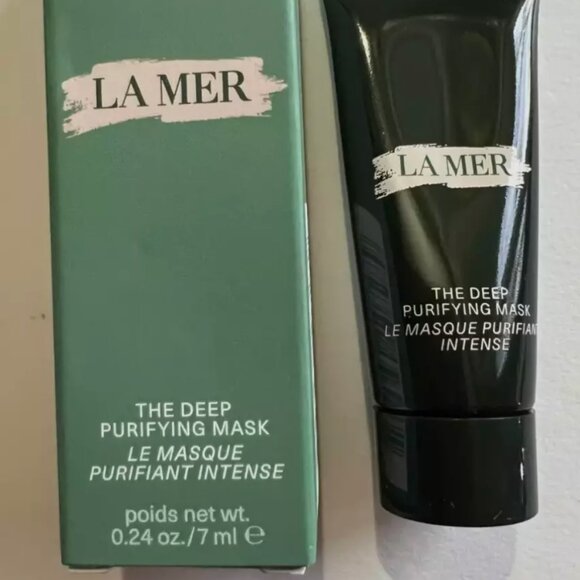 LA MER
THE DEEP
PURIFYING MASK
LE MASQUE
PURIFIANT INTENSE
poids net wt.
0.24 oz./7 ml ℮
LA MER
THE DEEP
PURIFYING MASK
LE MASQUE PURIFIANT
INTENSE